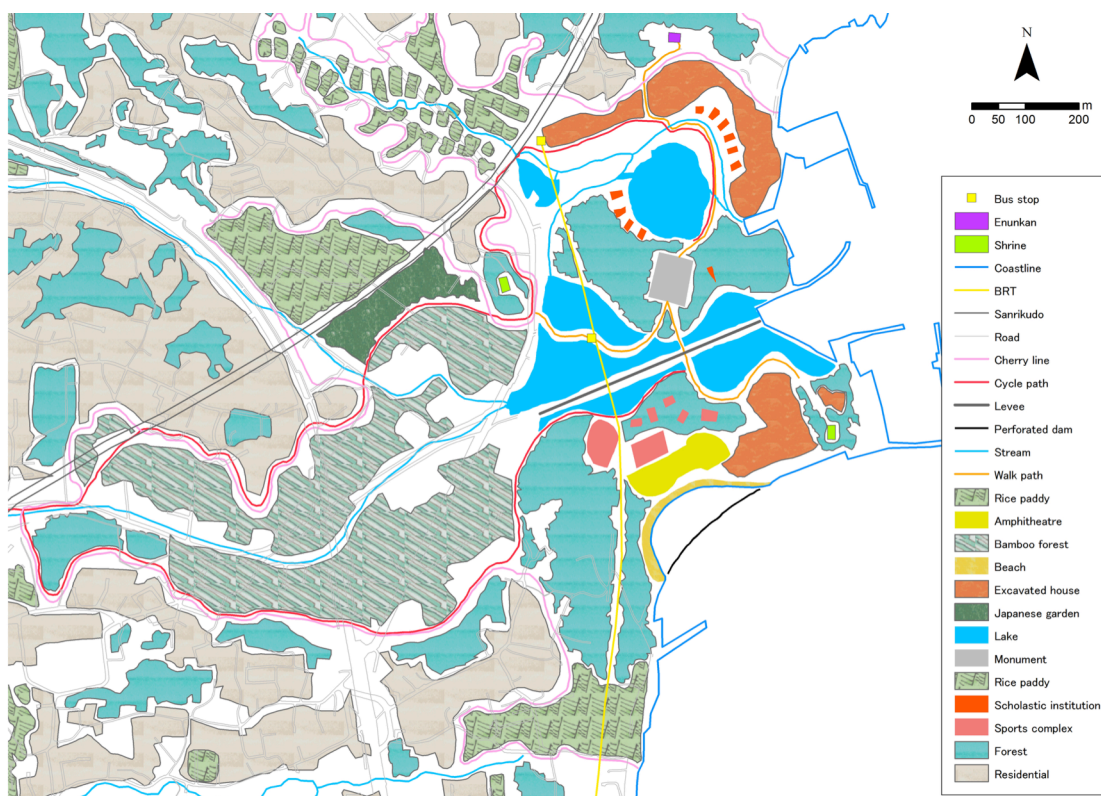 N
m
0 50 100 200
Bus stop
Enunkan
Shrine
Coastline
BRT
Sanrikudo
Road
Cherry line
Cycle path
Levee
Perforated dam
Stream
Walk path
Rice paddy
Amphitheatre
Bamboo forest
Beach
Excavated house
Japanese garden
Lake
Monument
Rice paddy
Scholastic institution
Sports complex
Forest
Residential